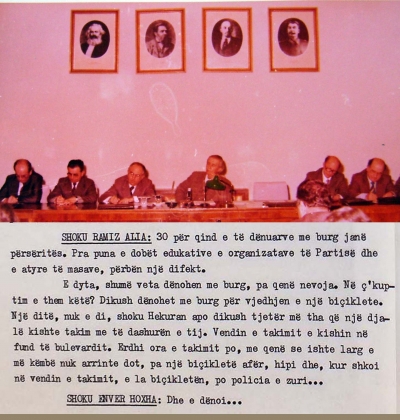 SHOKU RAMIZ ALIA: 30 për qind e të dënuarve me burg janë
përsëritës. Pra puna e dobët edukative e organizatave të Partisë dhe
e atyre të masave, përbën një difekt.
E dyta, shumë veta dënohen me burg, pa qenë nevoja. Në ç'kup-
tim e them këtë? Dikush dënohet me burg për vjedhjen e një biçiklete.
Një ditë, nuk e di, shoku Hekuran apo dikush tjetër më tha që një dja-
lë kishte takim me të dashurën e tij. Vendin e takimit e kishin në
fund të bulevardit. Erdhi ora e takimit po, me qenë se ishte larg e
më këmbë nuk arrinte dot, pa një biçikletë afër, hipi dhe, kur shkoi
në vendin e takimit, e la biçikletën, po policia e zuri...
SHOKU ENVER HOXHA: Dhe e dënoi...